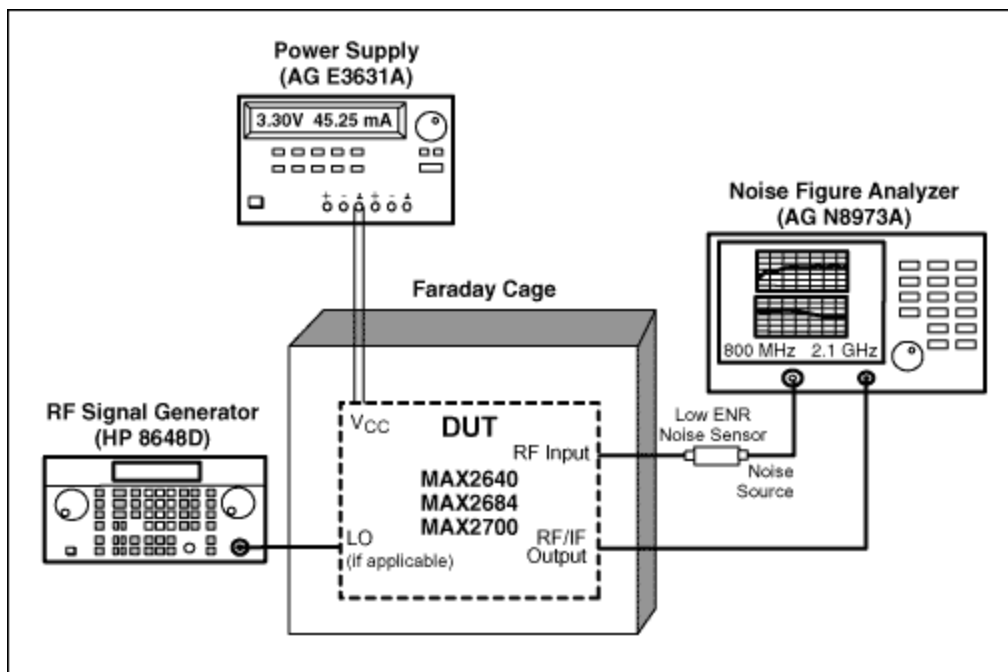 Power Supply
(AG E3631A)
3.30V 45.25 mA
+ - + -
Noise Figure Analyzer
(AG N8973A)
800 MHz 2.1 GHz
Faraday Cage
RF Signal Generator
(HP 8648D)
VCC
DUT
MAX2640
MAX2684
MAX2700
RF Input
Low ENR
Noise Sensor
Noise
Source
LO
(if applicable)
RF/IF
Output